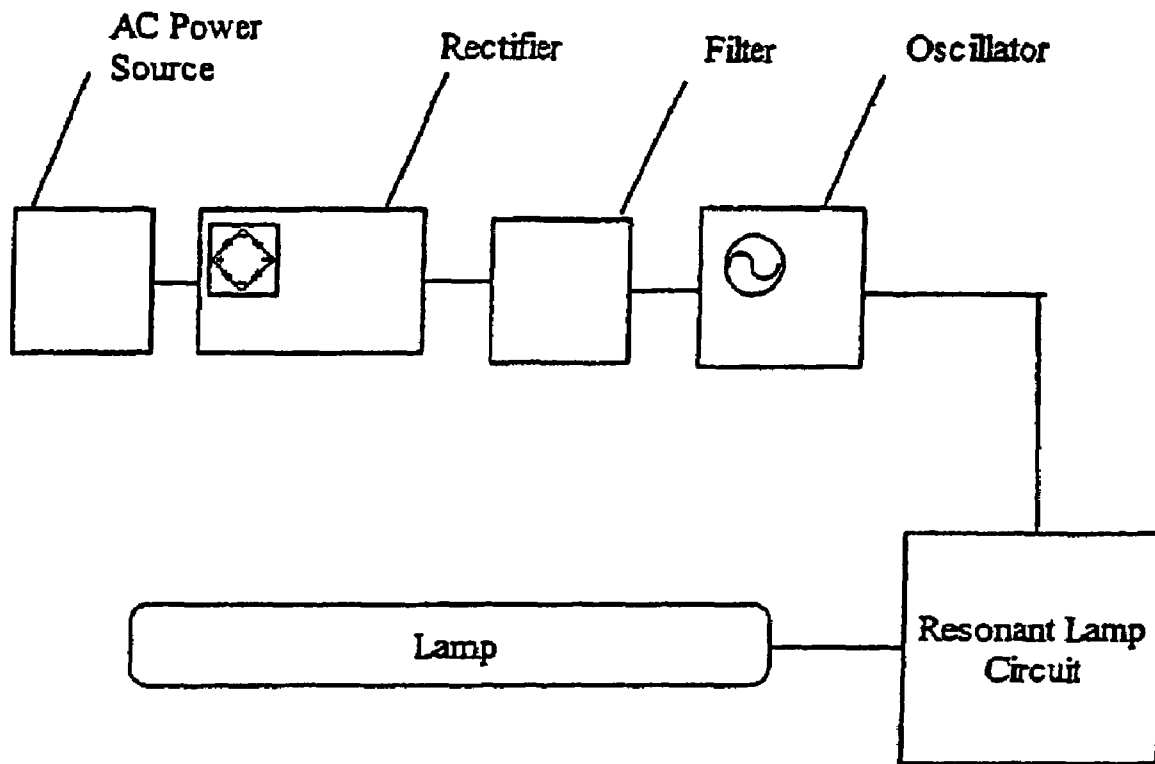 AC Power
Source
Rectifier
Filter
Oscillator
Lamp
Resonant Lamp
Circuit